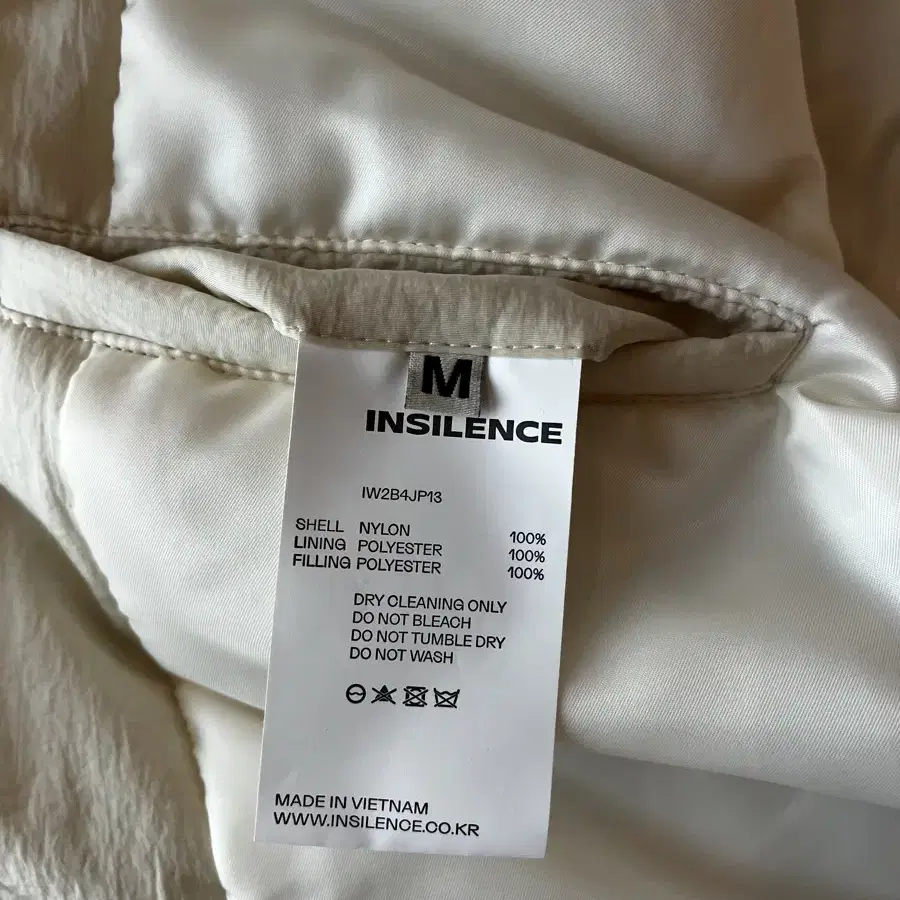 M
INSILENCE
IW2B4JP13
SHELL NYLON 100%
LINING POLYESTER 100%
FILLING POLYESTER 100%
DRY CLEANING ONLY
DO NOT BLEACH
DO NOT TUMBLE DRY
DO NOT WASH
MADE IN VIETNAM
WWW.INSILENCE.CO.KR